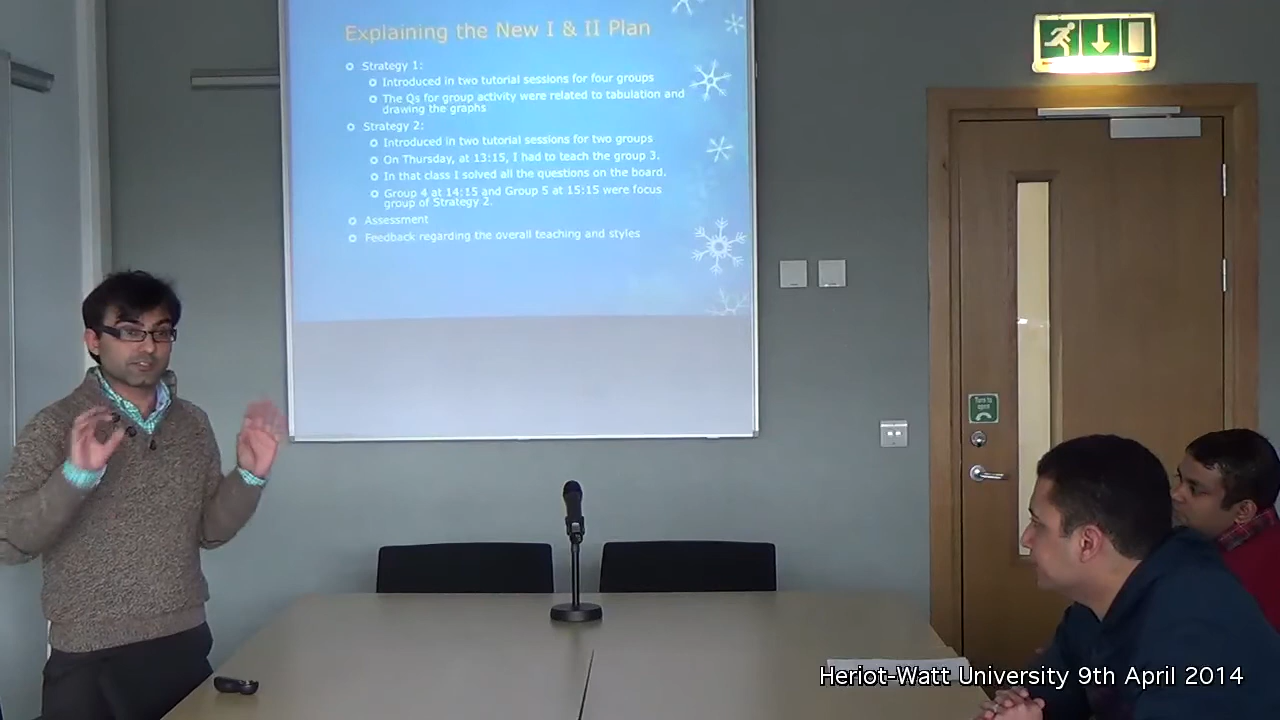 Explaining the New I & II Plan
Strategy 1:
Introduced in two tutorial sessions for four groups
The Qs for group activity were related to tabulation and
drawing the graphs
Strategy 2:
Introduced in two tutorial sessions for two groups
On Thursday, at 13:15, I had to teach the group 3.
In that class I solved all the questions on the board.
Group 4 at 14:15 and Group 5 at 15:15 were focus
group of Strategy 2.
Assessment
Feedback regarding the overall teaching and styles
Turn to
open
Heriot-Watt University 9th April 2014